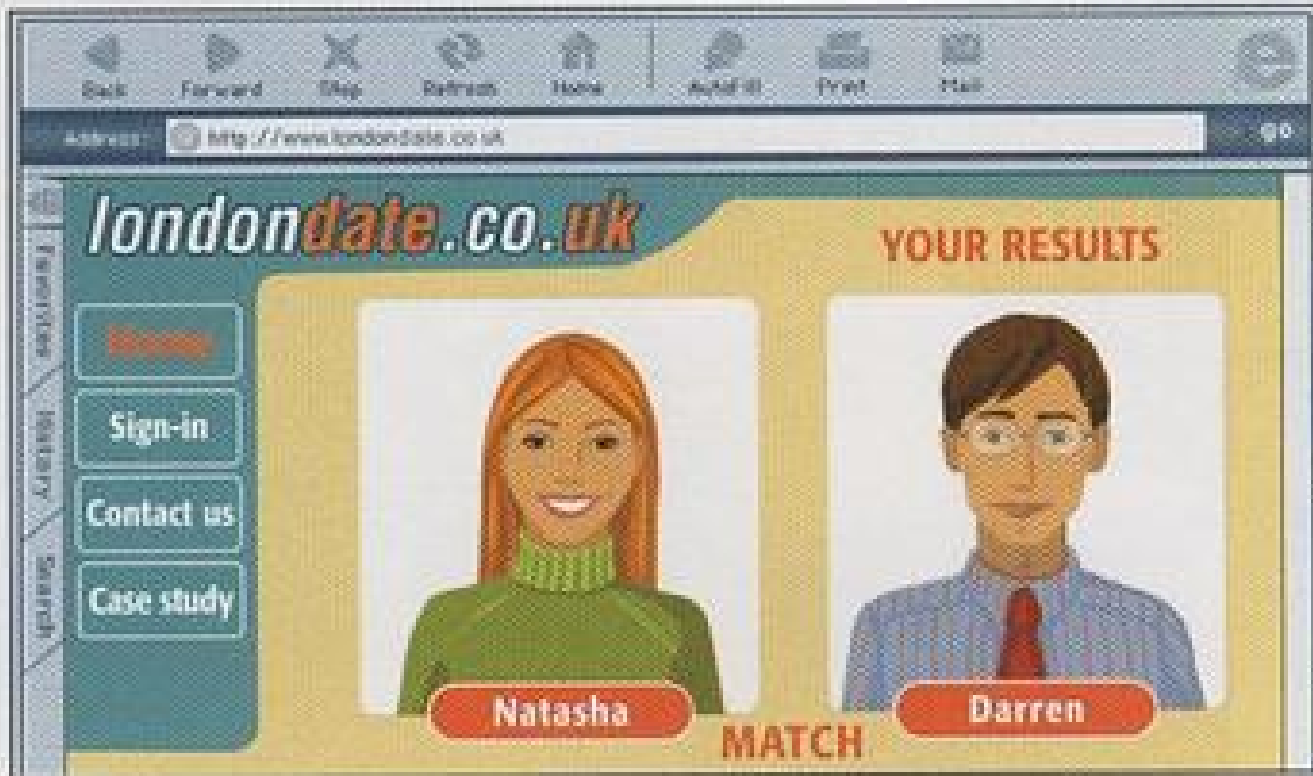 Back Forward Stop Refresh Home AutoFill Print Mail
Address: http://www.londondate.co.uk go
londondate.co.uk
YOUR RESULTS
Favorites
History
Search
Home
Sign-in
Contact us
Case study
Natasha
Darren
MATCH